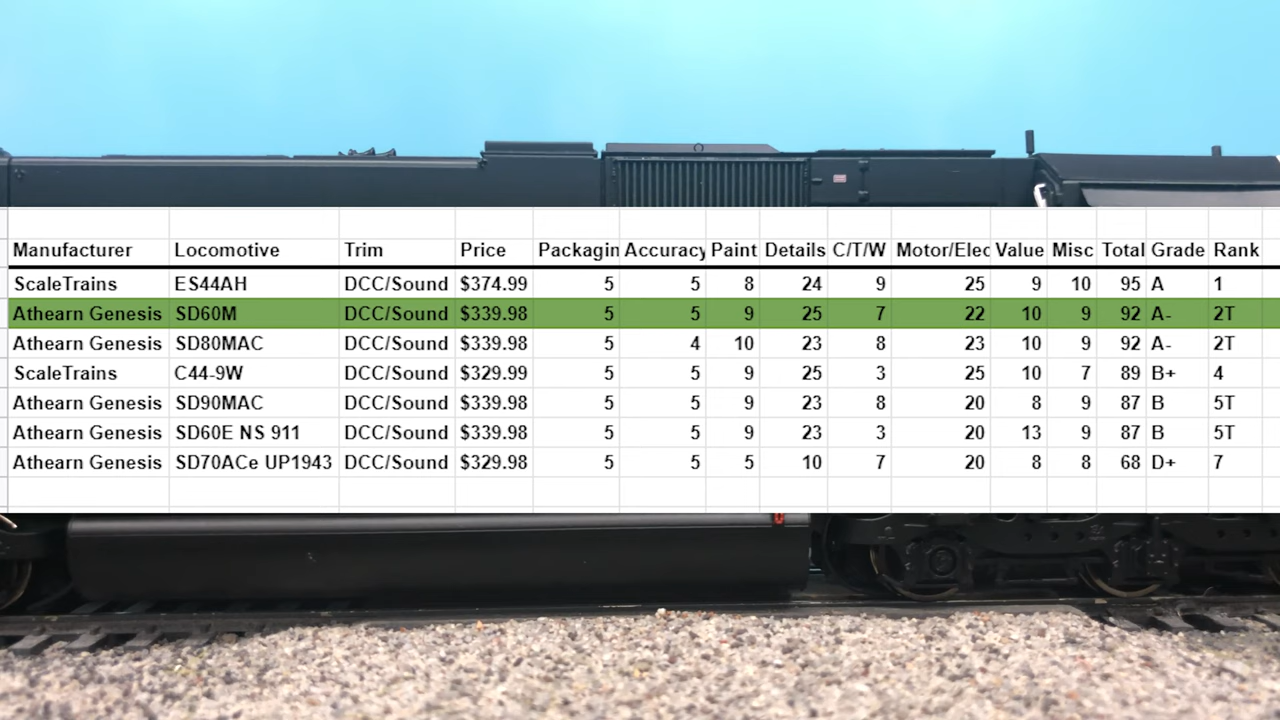 Manufacturer Locomotive Trim Price Packagin Accuracy Paint Details C/T/W Motor/Elec Value Misc Total Grade Rank
ScaleTrains ES44AH DCC/Sound $374.99 5 5 8 24 9 25 9 10 95 A 1
Athearn Genesis SD60M DCC/Sound $339.98 5 5 9 25 7 22 10 9 92 A- 2T
Athearn Genesis SD80MAC DCC/Sound $339.98 5 4 10 23 8 23 10 9 92 A- 2T
ScaleTrains C44-9W DCC/Sound $329.99 5 5 9 25 3 25 10 7 89 B+ 4
Athearn Genesis SD90MAC DCC/Sound $339.98 5 5 9 23 8 20 8 9 87 B 5T
Athearn Genesis SD60E NS 911 DCC/Sound $339.98 5 5 9 23 3 20 13 9 87 B 5T
Athearn Genesis SD70ACe UP1943 DCC/Sound $329.98 5 5 5 10 7 20 8 8 68 D+ 7